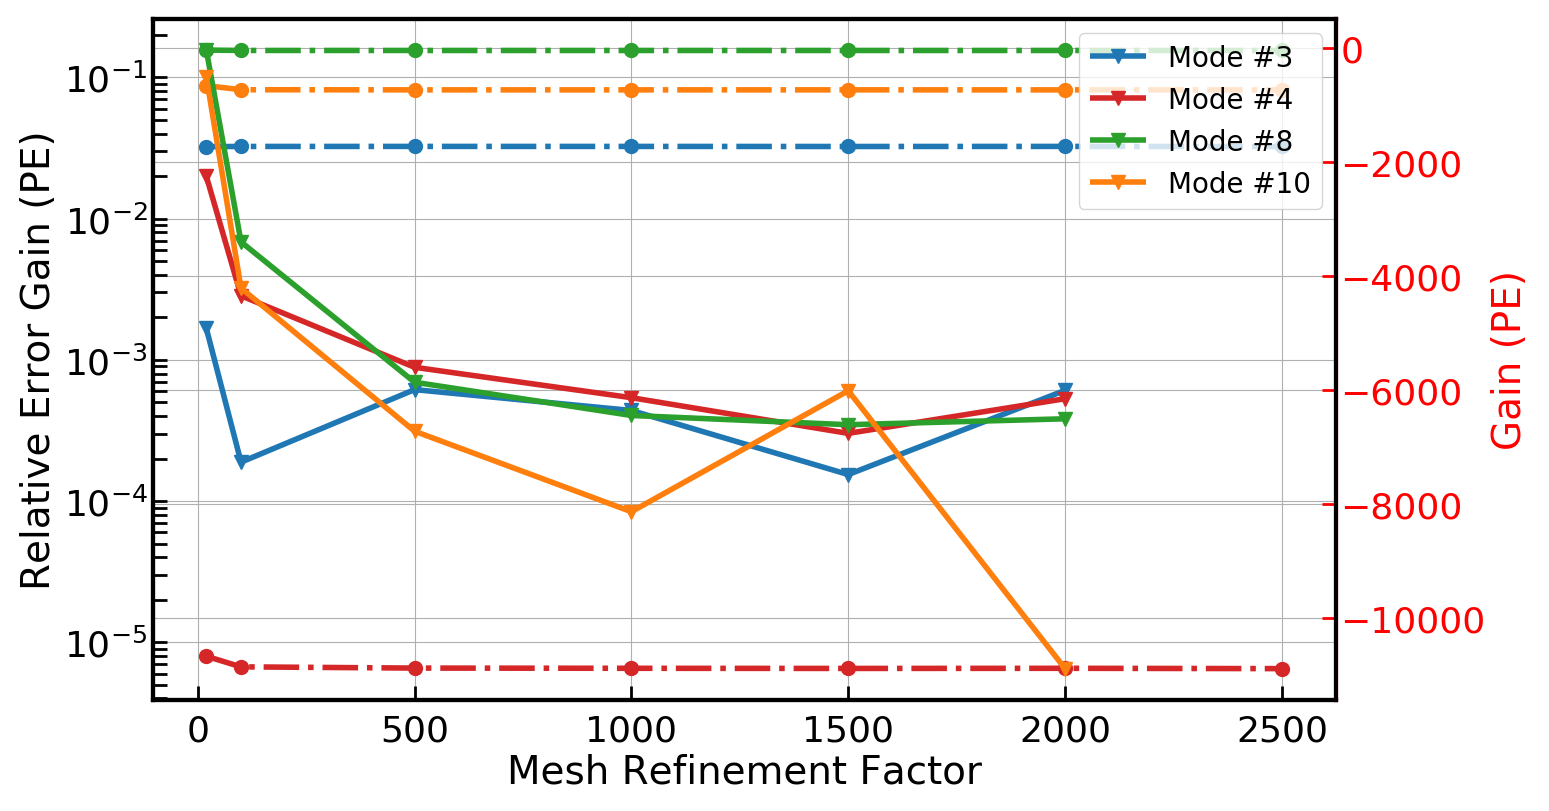 Relative Error Gain (PE)
10⁻¹
10⁻²
10⁻³
10⁻⁴
10⁻⁵
Mode #3
Mode #4
Mode #8
Mode #10
0
−2000
−4000
−6000
−8000
−10000
Gain (PE)
0 500 1000 1500 2000 2500
Mesh Refinement Factor